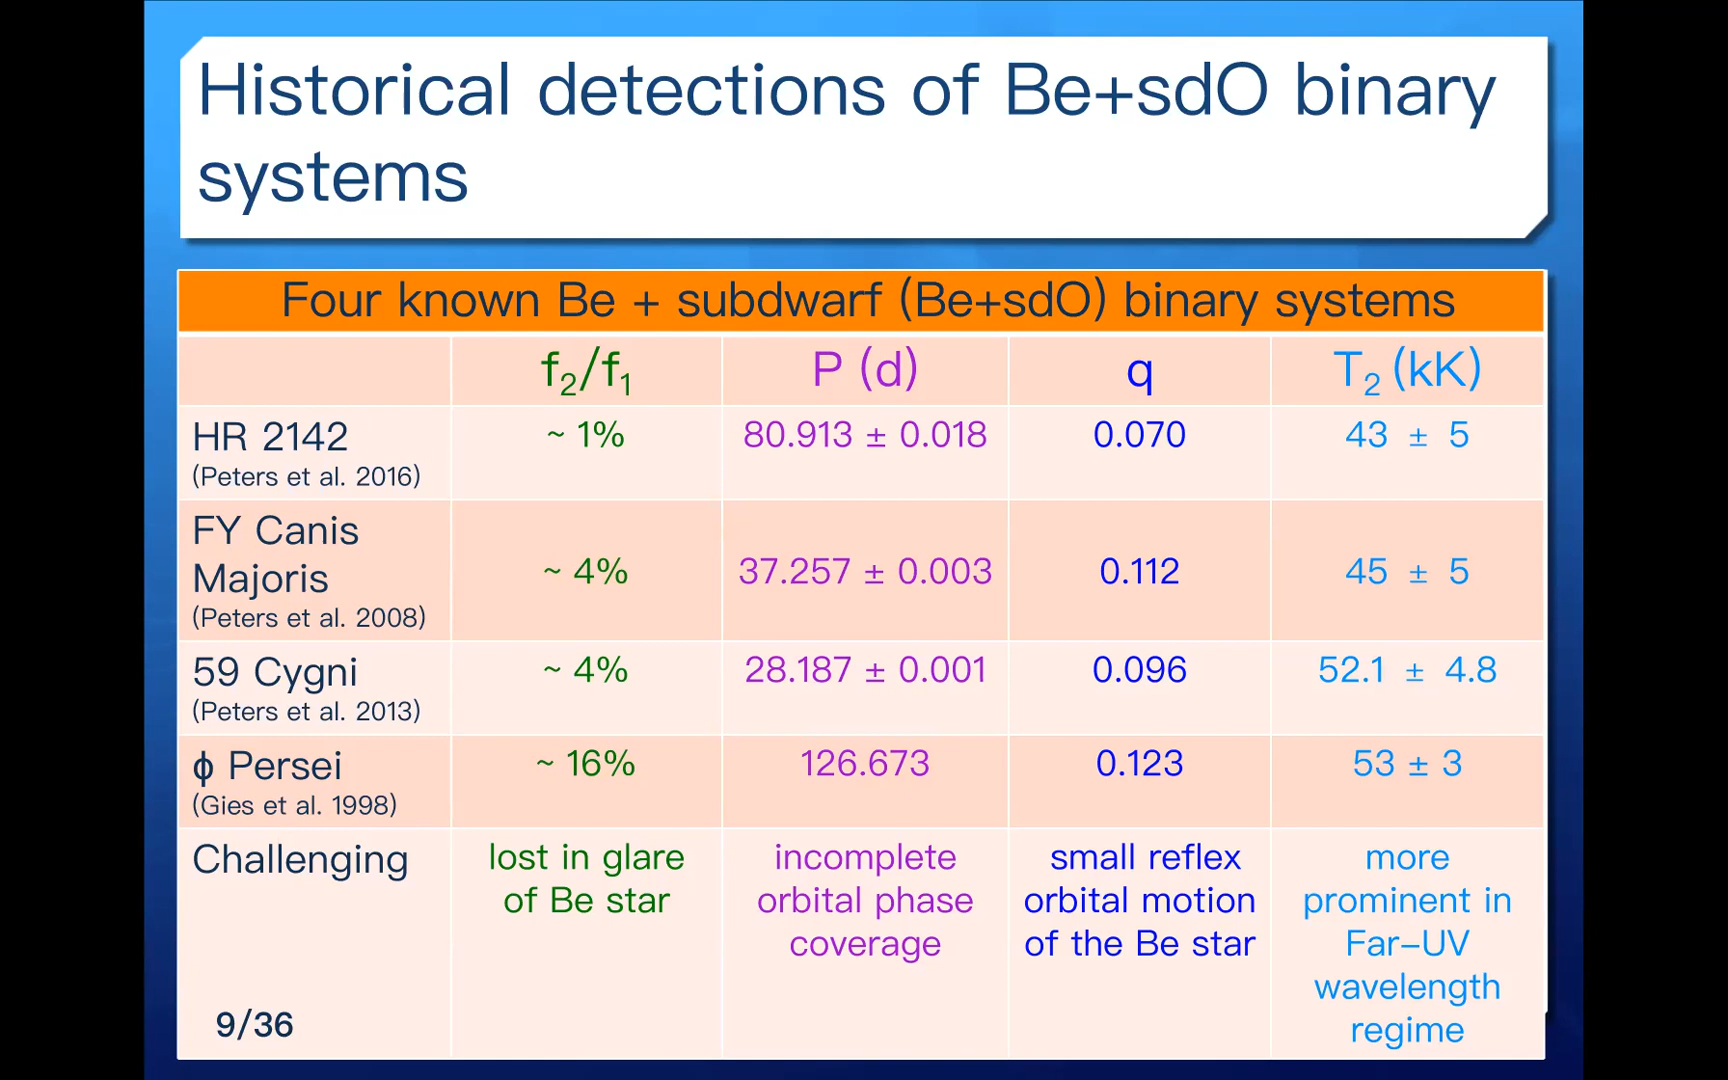 Historical detections of Be+sdO binary
systems
Four known Be + subdwarf (Be+sdO) binary systems
f₂/f₁ P (d) q T₂ (kK)
HR 2142 ~ 1% 80.913 ± 0.018 0.070 43 ± 5
(Peters et al. 2016)
FY Canis
Majoris ~ 4% 37.257 ± 0.003 0.112 45 ± 5
(Peters et al. 2008)
59 Cygni ~ 4% 28.187 ± 0.001 0.096 52.1 ± 4.8
(Peters et al. 2013)
ϕ Persei ~ 16% 126.673 0.123 53 ± 3
(Gies et al. 1998)
Challenging lost in glare incomplete small reflex more
of Be star orbital phase orbital motion prominent in
coverage of the Be star Far-UV
wavelength
9/36 regime